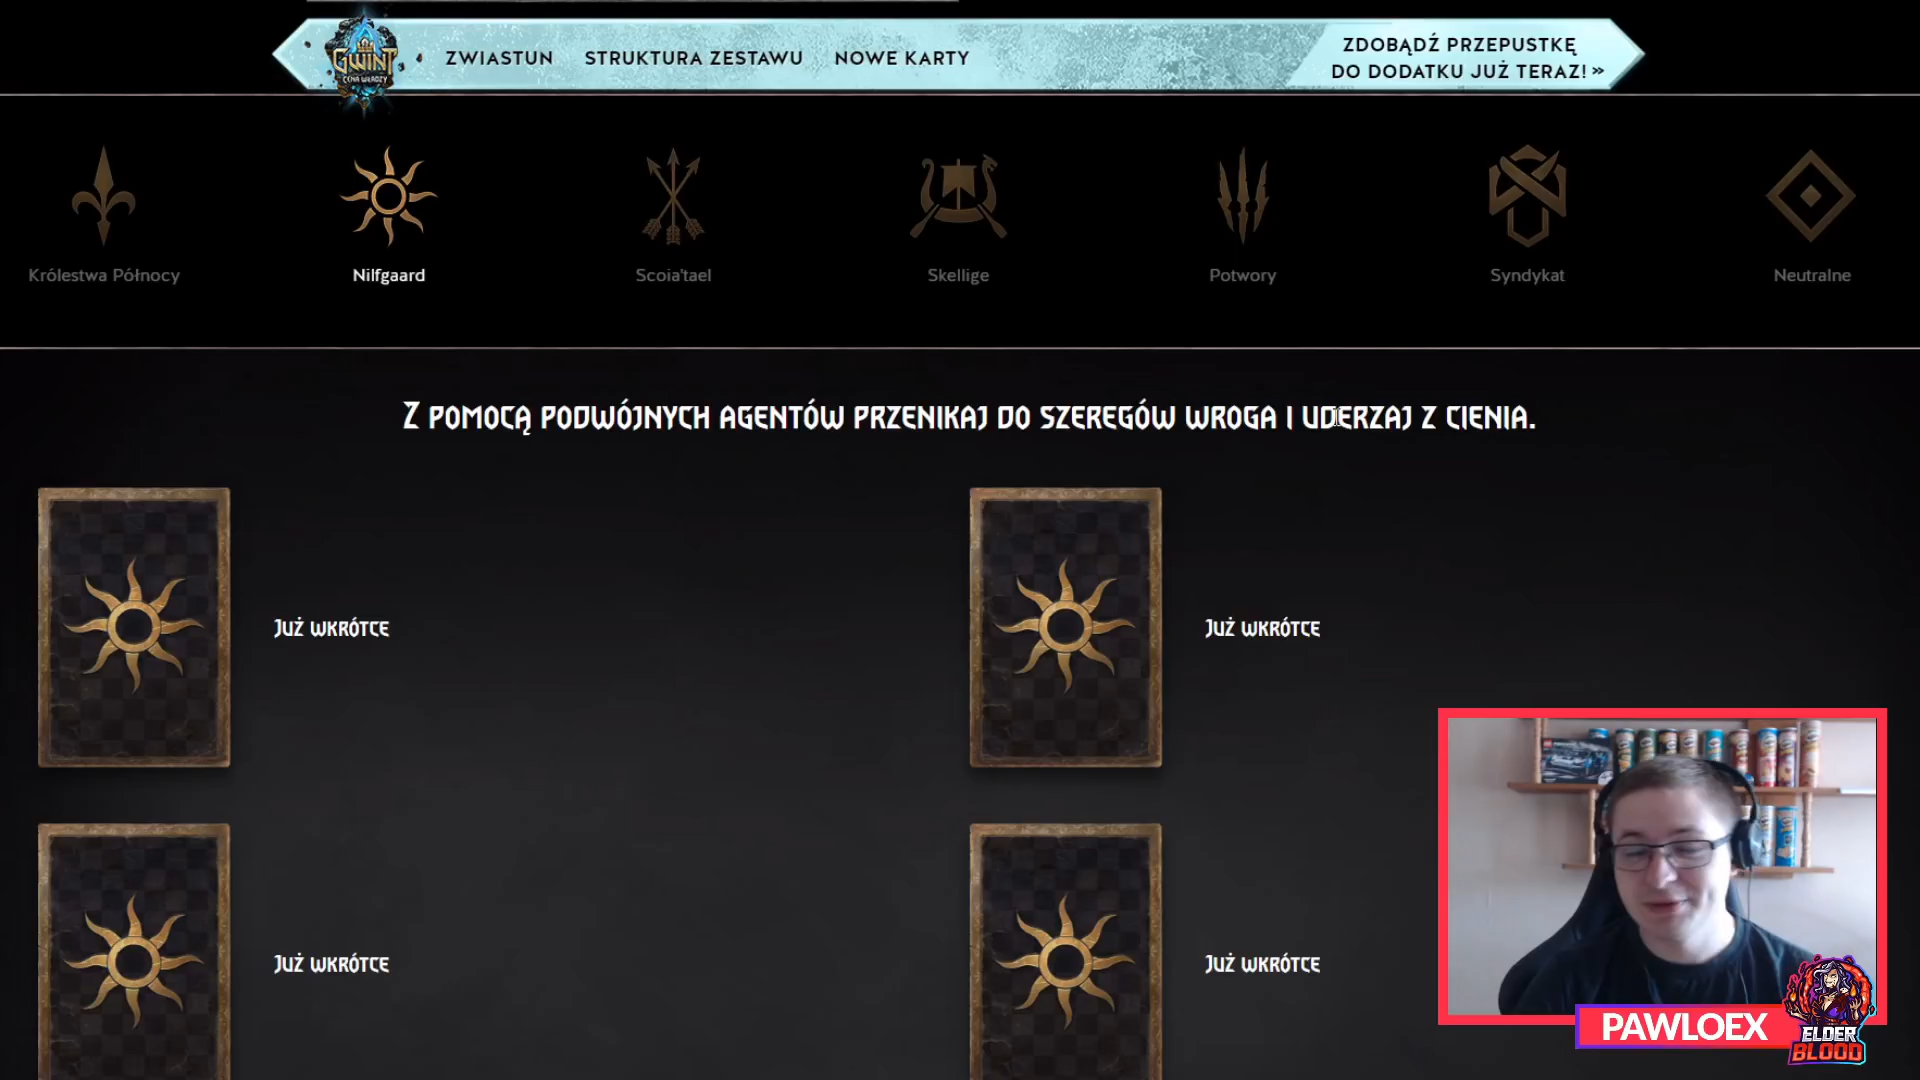 GWINT
CENA WŁADZY
ZWIASTUN
STRUKTURA ZESTAWU
NOWE KARTY
ZDOBĄDŹ PRZEPUSTKĘ
DO DODATKU JUŻ TERAZ! »
Królestwa Północy
Nilfgaard
Scoia'tael
Skellige
Potwory
Syndykat
Neutralne
Z POMOCĄ PODWÓJNYCH AGENTÓW PRZENIKAJ DO SZEREGÓW WROGA I UDERZAJ Z CIENIA.
JUŻ WKRÓTCE
JUŻ WKRÓTCE
JUŻ WKRÓTCE
JUŻ WKRÓTCE
PAWLOEX
ELDER
BLOOD